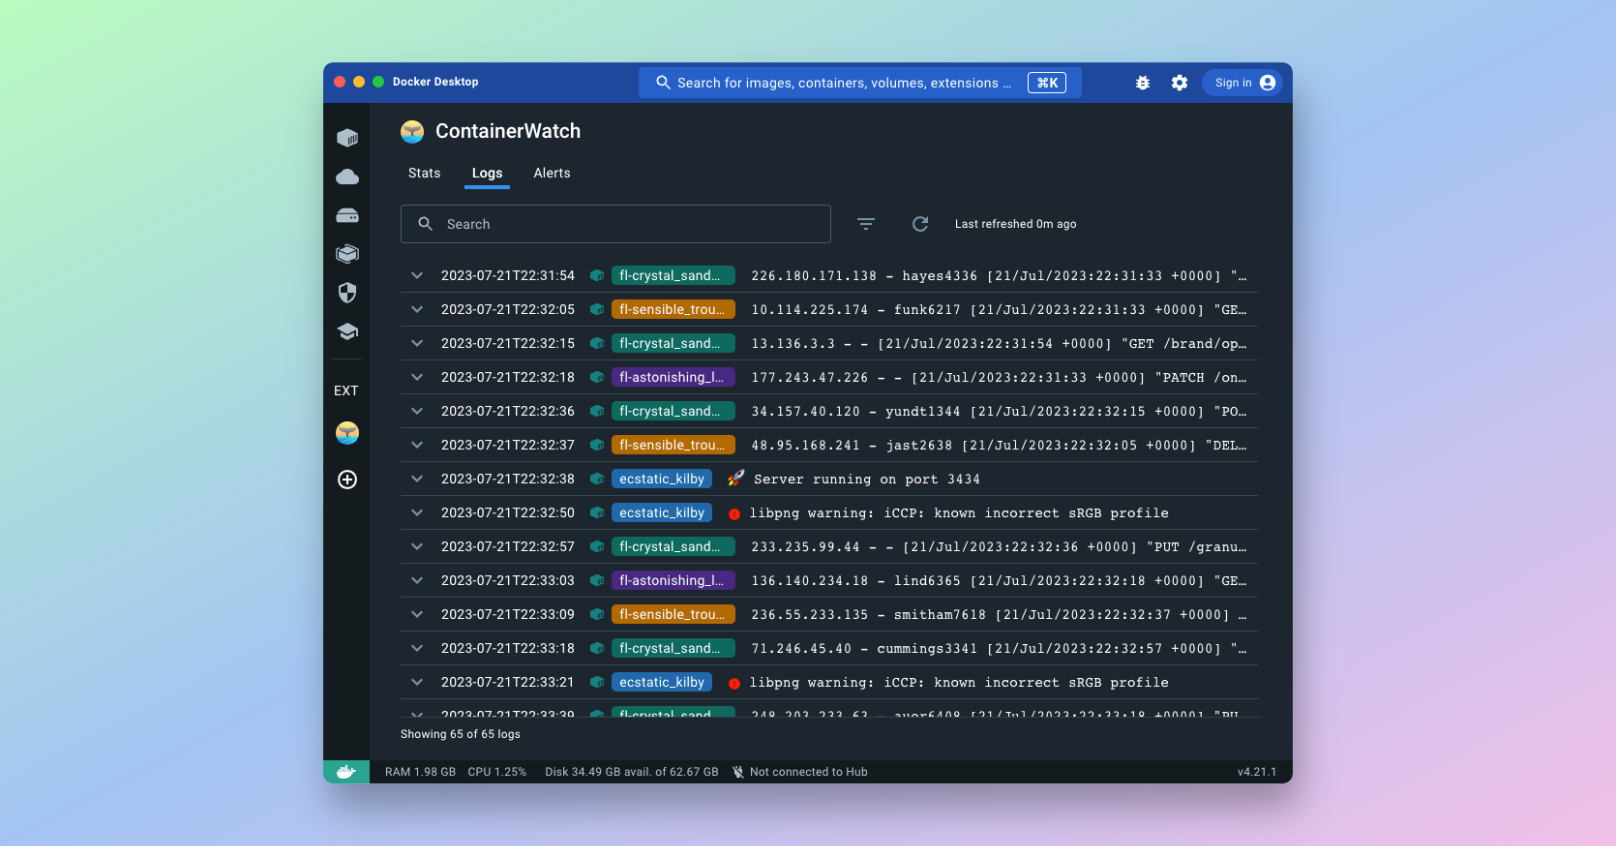 Docker Desktop Search for images, containers, volumes, extensions ... ⌘K Sign in
ContainerWatch
Stats Logs Alerts
Search Last refreshed 0m ago
2023-07-21T22:31:54 fl-crystal_sand... 226.180.171.138 - hayes4336 [21/Jul/2023:22:31:33 +0000] "...
2023-07-21T22:32:05 fl-sensible_trou... 10.114.225.174 - funk6217 [21/Jul/2023:22:31:33 +0000] "GE...
2023-07-21T22:32:15 fl-crystal_sand... 13.136.3.3 - - [21/Jul/2023:22:31:54 +0000] "GET /brand/op...
2023-07-21T22:32:18 fl-astonishing_l... 177.243.47.226 - - [21/Jul/2023:22:31:33 +0000] "PATCH /on...
2023-07-21T22:32:36 fl-crystal_sand... 34.157.40.120 - yundt1344 [21/Jul/2023:22:32:15 +0000] "PO...
2023-07-21T22:32:37 fl-sensible_trou... 48.95.168.241 - jast2638 [21/Jul/2023:22:32:05 +0000] "DEL...
2023-07-21T22:32:38 ecstatic_kilby 🚀 Server running on port 3434
2023-07-21T22:32:50 ecstatic_kilby libpng warning: iCCP: known incorrect sRGB profile
2023-07-21T22:32:57 fl-crystal_sand... 233.235.99.44 - - [21/Jul/2023:22:32:36 +0000] "PUT /granu...
2023-07-21T22:33:03 fl-astonishing_l... 136.140.234.18 - lind6365 [21/Jul/2023:22:32:18 +0000] "GE...
2023-07-21T22:33:09 fl-sensible_trou... 236.55.233.135 - smitham7618 [21/Jul/2023:22:32:37 +0000] ...
2023-07-21T22:33:18 fl-crystal_sand... 71.246.45.40 - cummings3341 [21/Jul/2023:22:32:57 +0000] "...
2023-07-21T22:33:21 ecstatic_kilby libpng warning: iCCP: known incorrect sRGB profile
2023-07-21T22:33:39 fl-crystal_sand... 248.203.233.63 - [21/Jul/2023:22:33:18 +0000]
Showing 65 of 65 logs
EXT
RAM 1.98 GB CPU 1.25% Disk 34.49 GB avail. of 62.67 GB Not connected to Hub v4.21.1